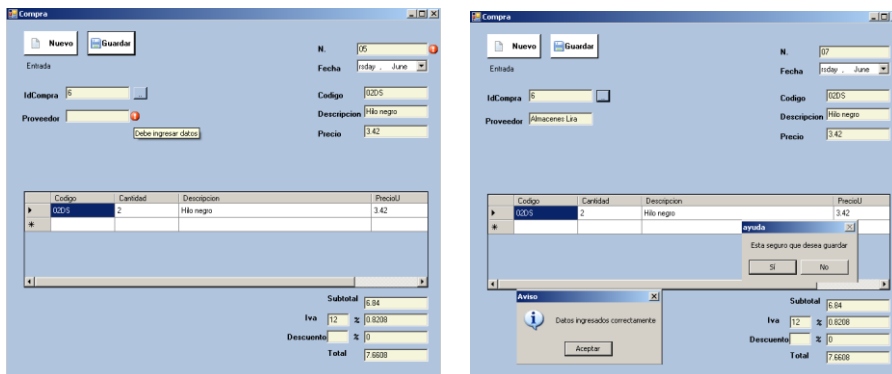 Compra
Nuevo Guardar
N. 05
Entrada
Fecha rsday , June
IdCompra 6 ...
Codigo 02DS
Proveedor
Descripcion Hilo negro
Debe ingresar datos
Precio 3.42
Codigo Cantidad Descripcion PrecioU
02DS 2 Hilo negro 3.42
Subtotal 6.84
Iva 12 % 0.8208
Descuento % 0
Total 7.6608
Compra
Nuevo Guardar
N. 07
Entrada
Fecha rsday , June
IdCompra 6
Codigo 02DS
Proveedor Almacenes Lira
Descripcion Hilo negro
Precio 3.42
Codigo Cantidad Descripcion PrecioU
02DS 2 Hilo negro 3.42
ayuda
Esta seguro que desea guardar
Sí No
Aviso
Datos ingresados correctamente
Aceptar
Subtotal 6.84
Iva 12 % 0.8208
Descuento % 0
Total 7.6608